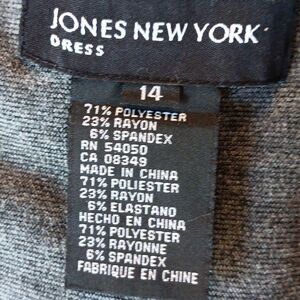 JONES NEW YORK
DRESS
14
71% POLYESTER
23% RAYON
6% SPANDEX
RN 54050
CA 08349
MADE IN CHINA
71% POLIESTER
23% RAYON
6% ELASTANO
HECHO EN CHINA
71% POLYESTER
23% RAYONNE
6% SPANDEX
FABRIQUE EN CHINE